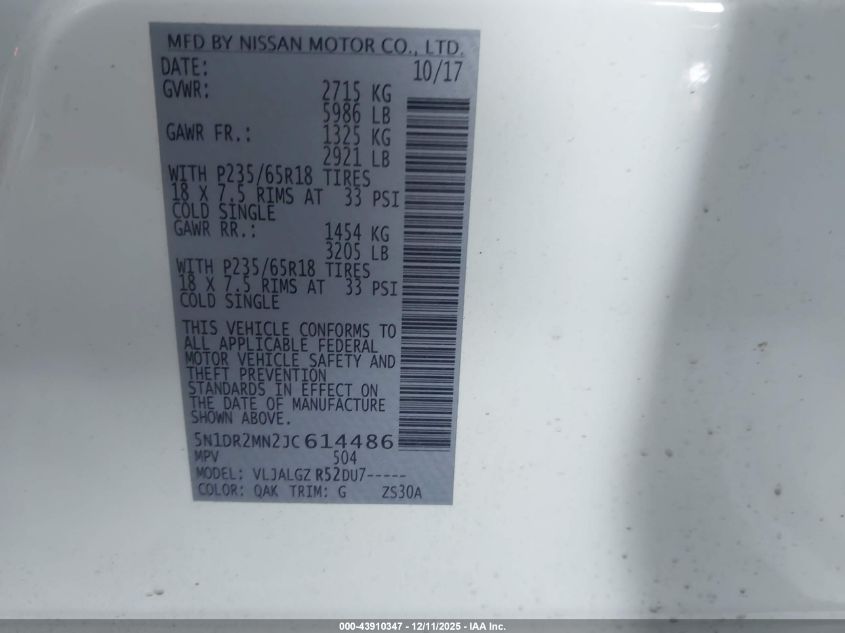 MFD BY NISSAN MOTOR CO., LTD.
DATE: 10/17
GVWR: 2715 KG
5986 LB
GAWR FR.: 1325 KG
2921 LB
WITH P235/65R18 TIRES
18 X 7.5 RIMS AT 33 PSI
COLD SINGLE
GAWR RR.: 1454 KG
3205 LB
WITH P235/65R18 TIRES
18 X 7.5 RIMS AT 33 PSI
COLD SINGLE
THIS VEHICLE CONFORMS TO
ALL APPLICABLE FEDERAL
MOTOR VEHICLE SAFETY AND
THEFT PREVENTION
STANDARDS IN EFFECT ON
THE DATE OF MANUFACTURE
SHOWN ABOVE.
5N1DR2MN2JC614486
MPV 504
MODEL: VLJALGZ R52DU7-----
COLOR: QAK TRIM: G ZS30A
000-43910347 - 12/11/2025 - IAA Inc.